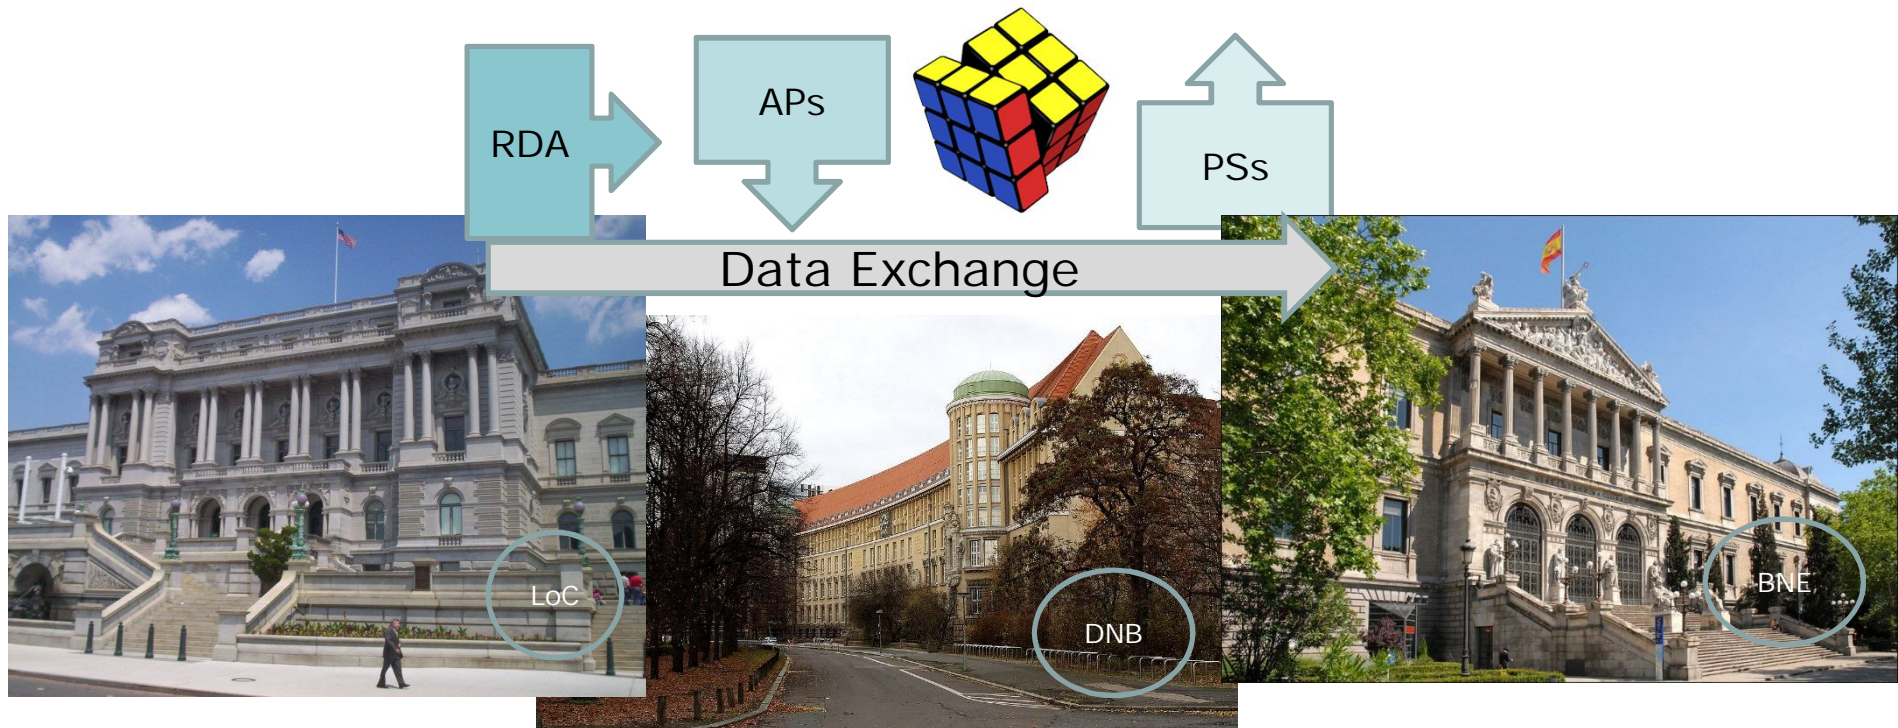 RDA
APs
PSs
Data Exchange
LoC
DNB
BNE